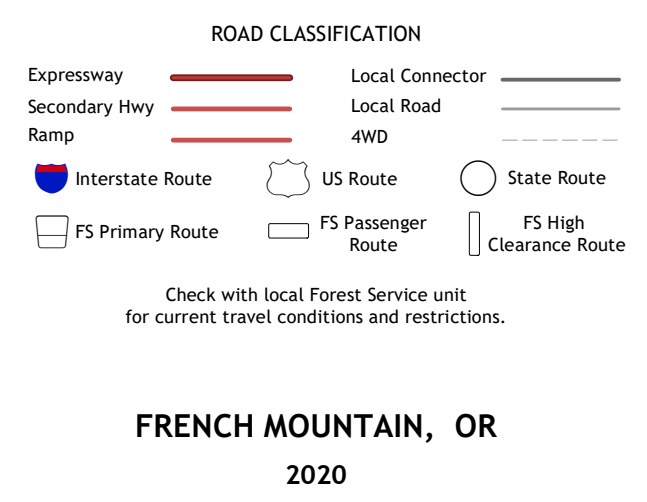 ROAD CLASSIFICATION
Expressway
Local Connector
Secondary Hwy
Local Road
Ramp
4WD
Interstate Route
US Route
State Route
FS Primary Route
FS Passenger
Route
FS High
Clearance Route
Check with local Forest Service unit
for current travel conditions and restrictions.
FRENCH MOUNTAIN, OR
2020